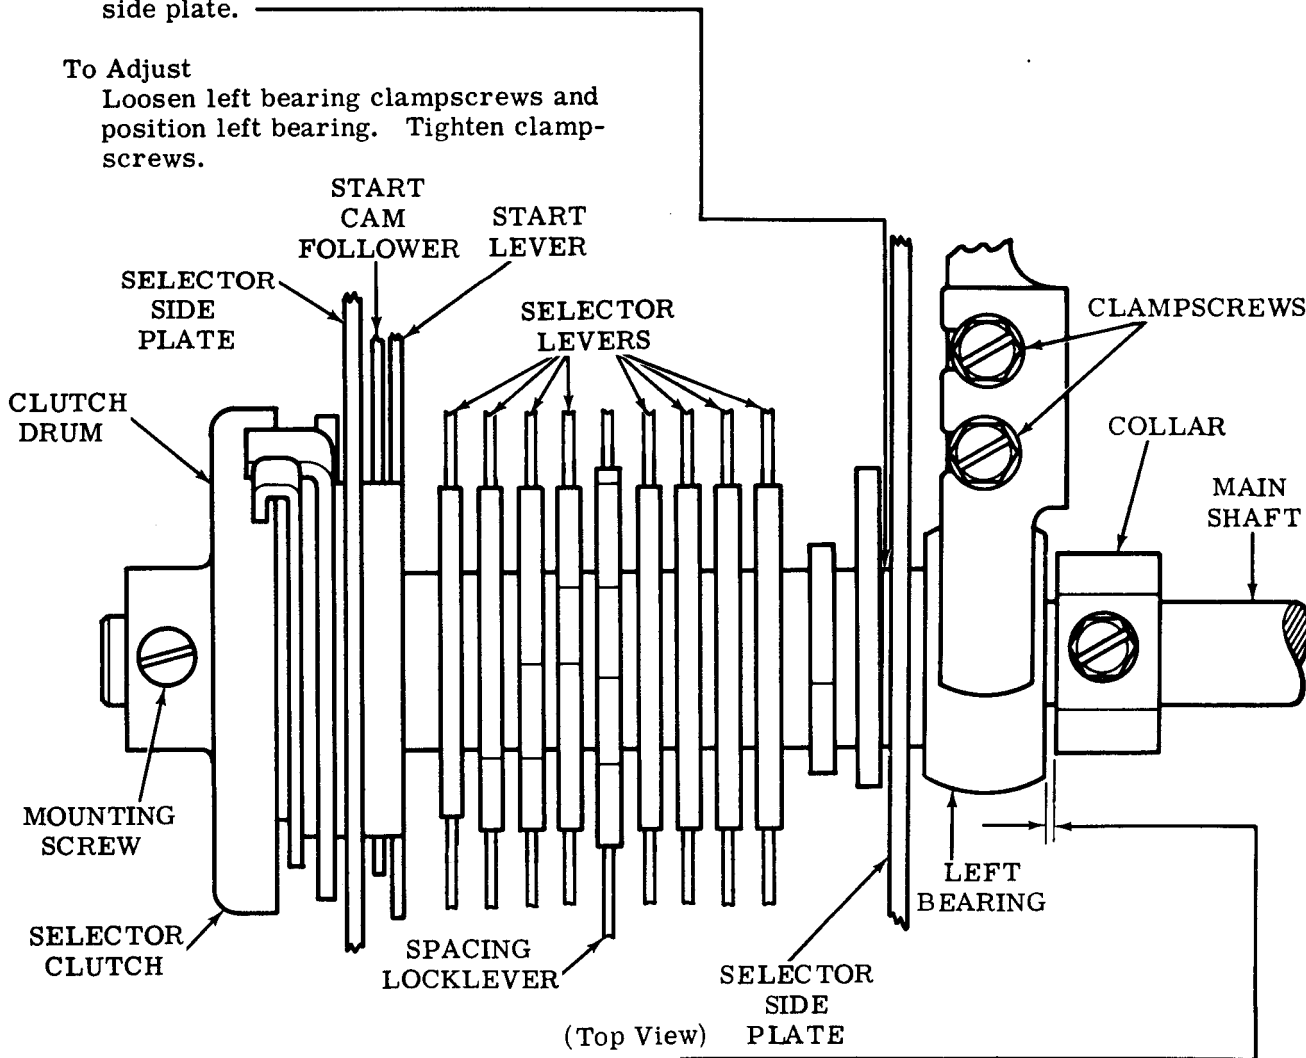 side plate.
To Adjust
Loosen left bearing clampscrews and
position left bearing. Tighten clamp-
screws.
START
CAM
FOLLOWER
START
LEVER
SELECTOR
SIDE
PLATE
SELECTOR
LEVERS
CLAMPSCREWS
CLUTCH
DRUM
COLLAR
MAIN
SHAFT
MOUNTING
SCREW
LEFT
BEARING
SELECTOR
CLUTCH
SPACING
LOCKLEVER
SELECTOR
SIDE
PLATE
(Top View)